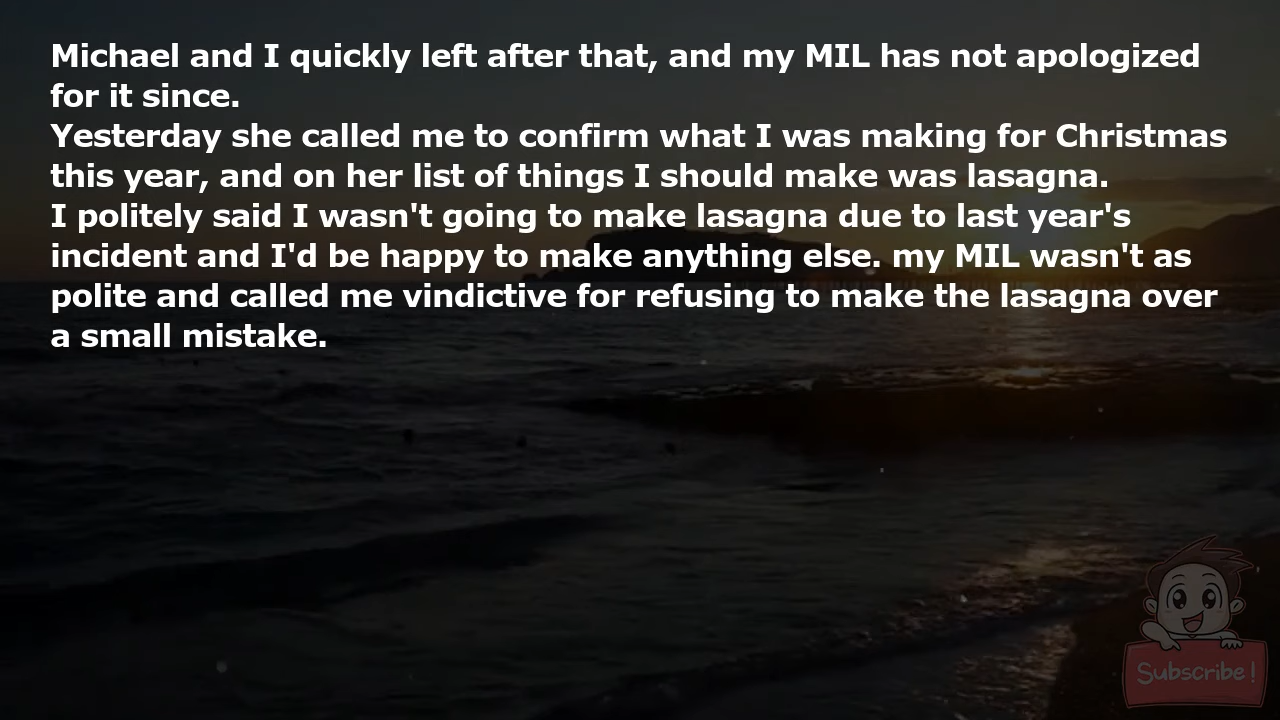 Michael and I quickly left after that, and my MIL has not apologized
for it since.
Yesterday she called me to confirm what I was making for Christmas
this year, and on her list of things I should make was lasagna.
I politely said I wasn't going to make lasagna due to last year's
incident and I'd be happy to make anything else. my MIL wasn't as
polite and called me vindictive for refusing to make the lasagna over
a small mistake.
Subscribe!